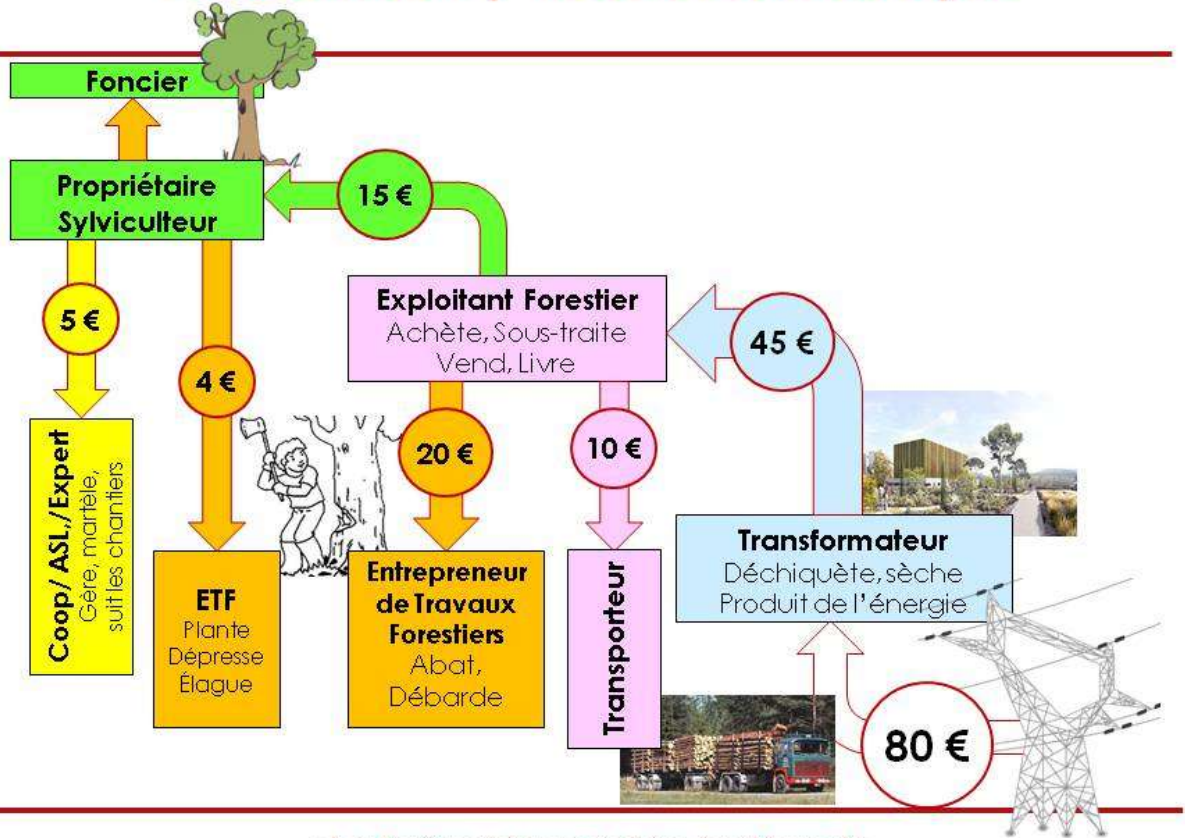 Foncier
Propriétaire
Sylviculteur
15 €
Exploitant Forestier
Achète, Sous-traite
Vend, Livre
45 €
5 €
4 €
20 €
10 €
Coop/ ASL,/Expert
Gère, martèle,
suit les chantiers
ETF
Plante
Dépresse
Élague
Entrepreneur
de Travaux
Forestiers
Abat,
Débarde
Transporteur
Transformateur
Déchiquète, sèche
Produit de l'énergie
80 €